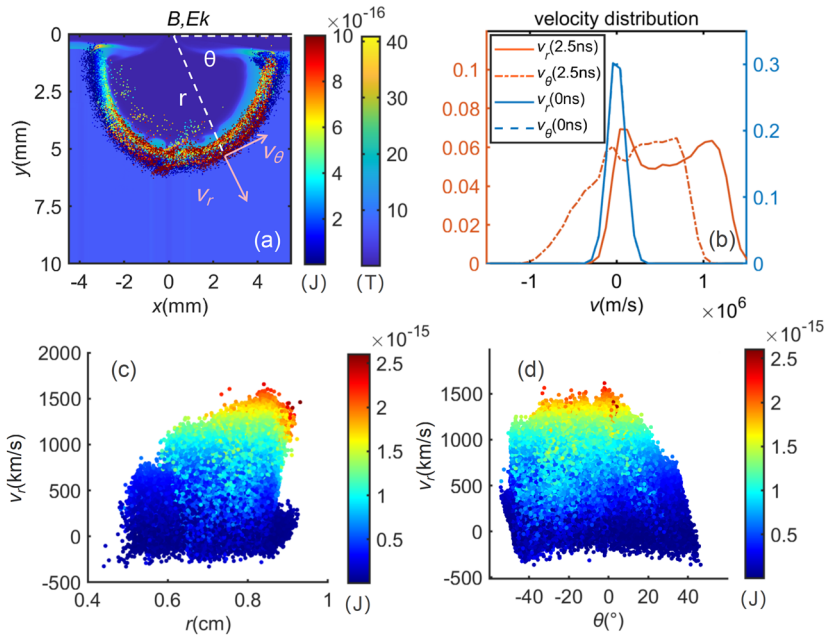 B,Ek
×10⁻¹⁶
0
2.5
5
7.5
10
y(mm)
-4 -2 0 2 4
x(mm)
θ
r
v_θ
v_r
(a)
10
8
6
4
2
(J)
40
30
20
10
(T)
velocity distribution
v_r(2.5ns)
v_θ(2.5ns)
v_r(0ns)
v_θ(0ns)
0.12
0.1
0.08
0.06
0.04
0.02
0
0.3
0.2
0.1
0
(b)
-1 0 1
v(m/s)
×10⁶
(c)
2000
1500
1000
500
0
-500
v_r(km/s)
0.4 0.6 0.8 1
r(cm)
×10⁻¹⁵
2.5
2
1.5
1
0.5
(J)
(d)
1500
1000
500
0
-500
v_r(km/s)
-40 -20 0 20 40
θ(°)
×10⁻¹⁵
2.5
2
1.5
1
0.5
(J)